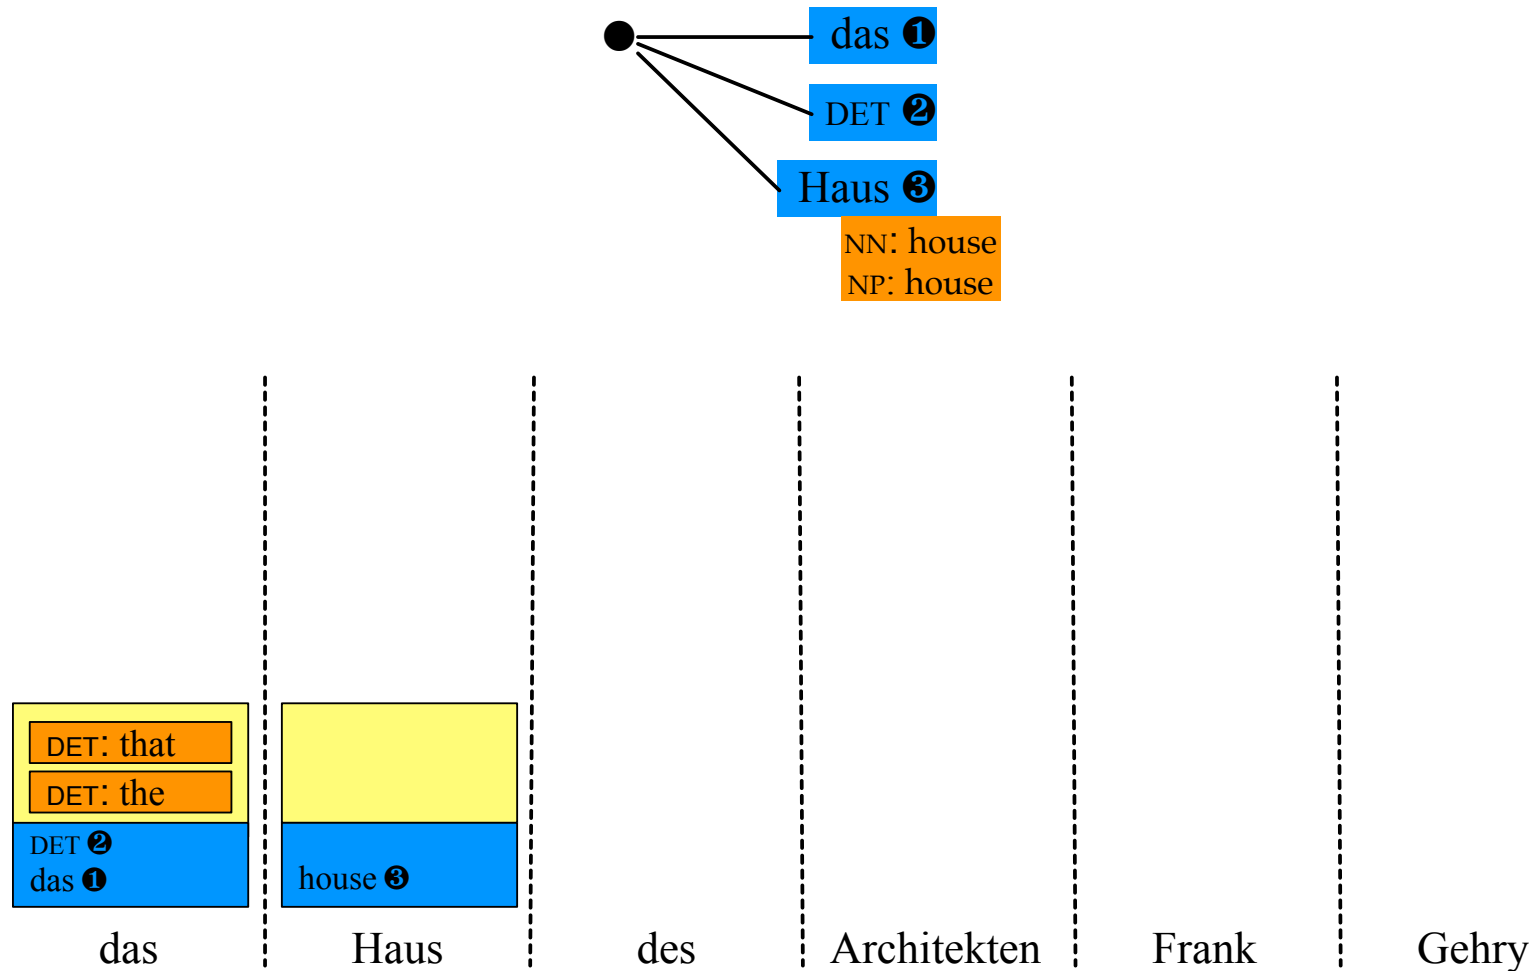 das ❶
DET ❷
Haus ❸
NN: house
NP: house
DET: that
DET: the
DET ❷
das ❶
house ❸
das Haus des Architekten Frank Gehry